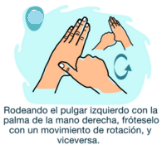 Rodeando el pulgar izquierdo con la
palma de la mano derecha, fróteselo
con un movimiento de rotación, y
viceversa.